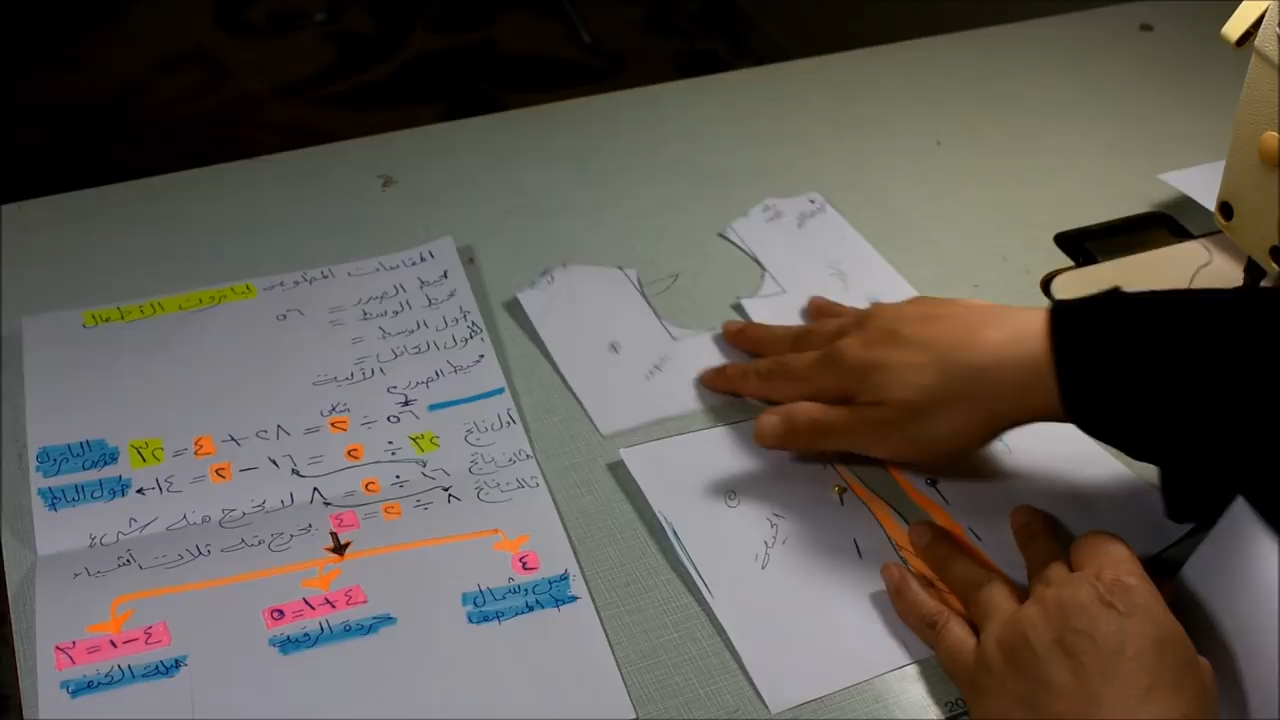 المقاسات المطلوبة لباترون الأطفال
محيط الصدر = ٥٦
محيط الوسط =
طول الوسط =
الطول الكامل =
محيط الصدر الألية
٥٦ ÷ ٢ = ٢٨ + ٤ = ٣٢ عرض الباترون
أول ناتج ٣٢ ÷ ٢ = ١٦ - ٢ = ١٤ ← طول الباط
ثاني ناتج ١٦ ÷ ٢ = ٨ لا يخرج منه شيء
ثالث ناتج ٨ ÷ ٢ = ٤ يخرج منه ثلاث أشياء
٤ يمين وشمال خط المنتصف
٤ + ١ = ٥ حردة الرقبة
٤ - ١ = ٣ ميلة الكتف